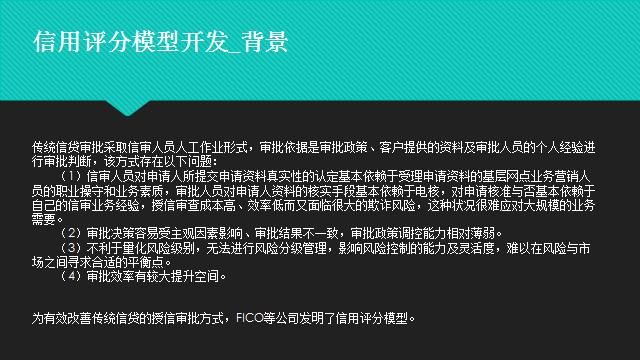 信用评分模型开发_背景
传统信贷审批采取信审人员人工作业形式，审批依据是审批政策、客户提供的资料及审批人员的个人经验进
行审批判断，该方式存在以下问题：
（1）信审人员对申请人所提交申请资料真实性的认定基本依赖于受理申请资料的基层网点业务营销人
员的职业操守和业务素质，审批人员对申请人资料的核实手段基本依赖于电核，对申请核准与否基本依赖于
自己的信审业务经验，授信审查成本高、效率低而又面临很大的欺诈风险，这种状况很难应对大规模的业务
需要。
（2）审批决策容易受主观因素影响、审批结果不一致，审批政策调控能力相对薄弱。
（3）不利于量化风险级别，无法进行风险分级管理，影响风险控制的能力及灵活度，难以在风险与市
场之间寻求合适的平衡点。
（4）审批效率有较大提升空间。
为有效改善传统信贷的授信审批方式，FICO等公司发明了信用评分模型。